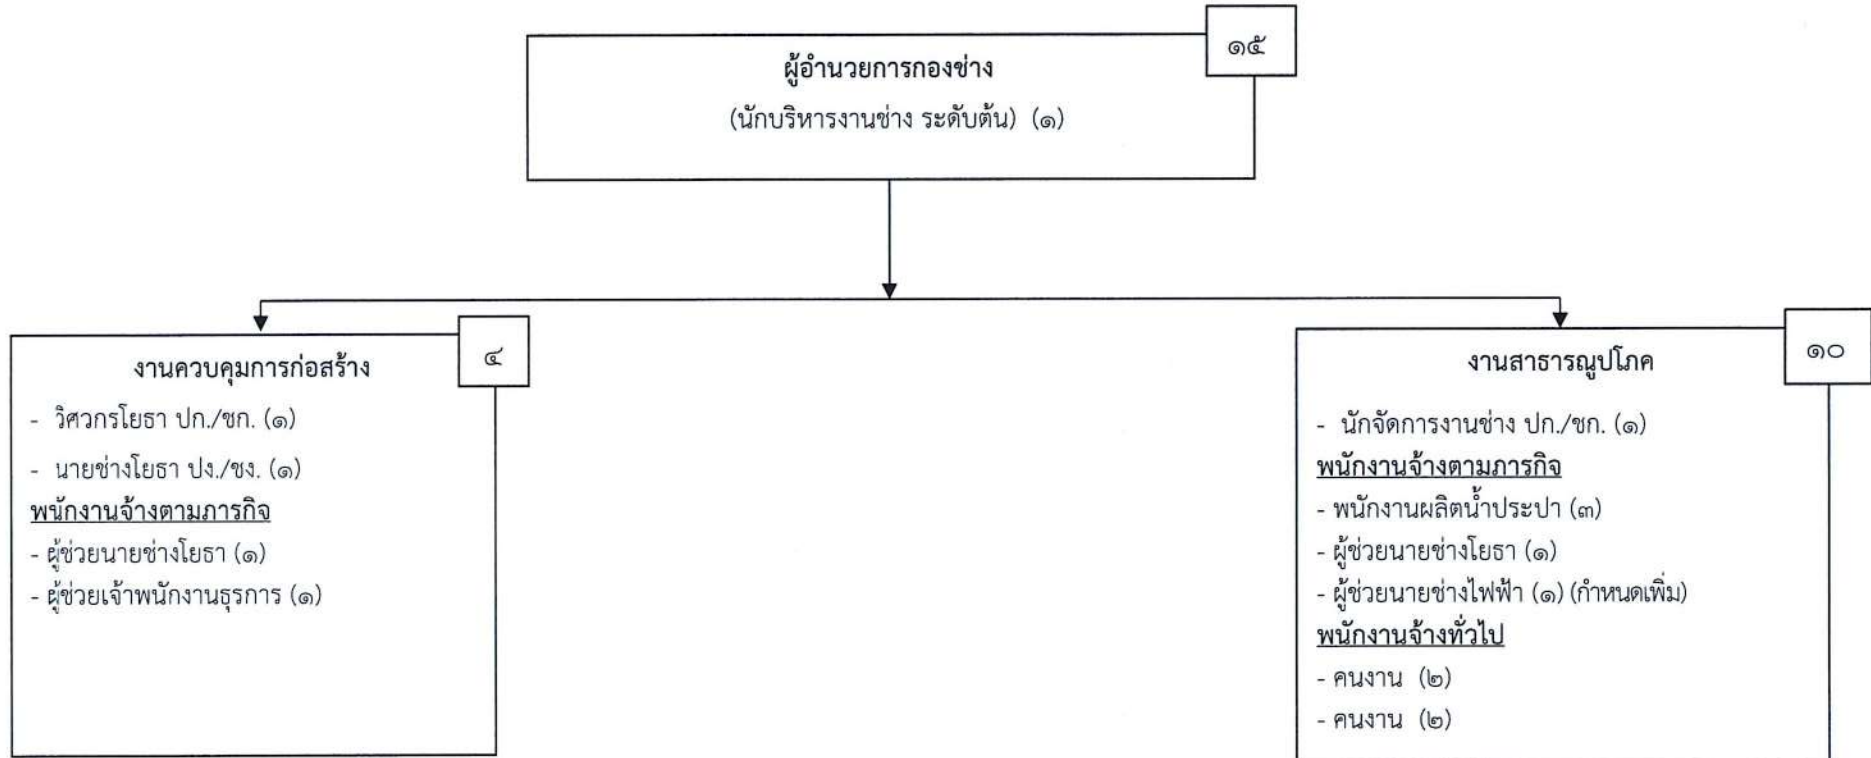 ๑๕
ผู้อำนวยการกองช่าง
(นักบริหารงานช่าง ระดับต้น) (๑)
๔
งานควบคุมการก่อสร้าง
- วิศวกรโยธา ปก./ชก. (๑)
- นายช่างโยธา ปง./ชง. (๑)
พนักงานจ้างตามภารกิจ
- ผู้ช่วยนายช่างโยธา (๑)
- ผู้ช่วยเจ้าพนักงานธุรการ (๑)
๑๐
งานสาธารณูปโภค
- นักจัดการงานช่าง ปก./ชก. (๑)
พนักงานจ้างตามภารกิจ
- พนักงานผลิตน้ำประปา (๓)
- ผู้ช่วยนายช่างโยธา (๑)
- ผู้ช่วยนายช่างไฟฟ้า (๑) (กำหนดเพิ่ม)
พนักงานจ้างทั่วไป
- คนงาน (๒)
- คนงาน (๒)